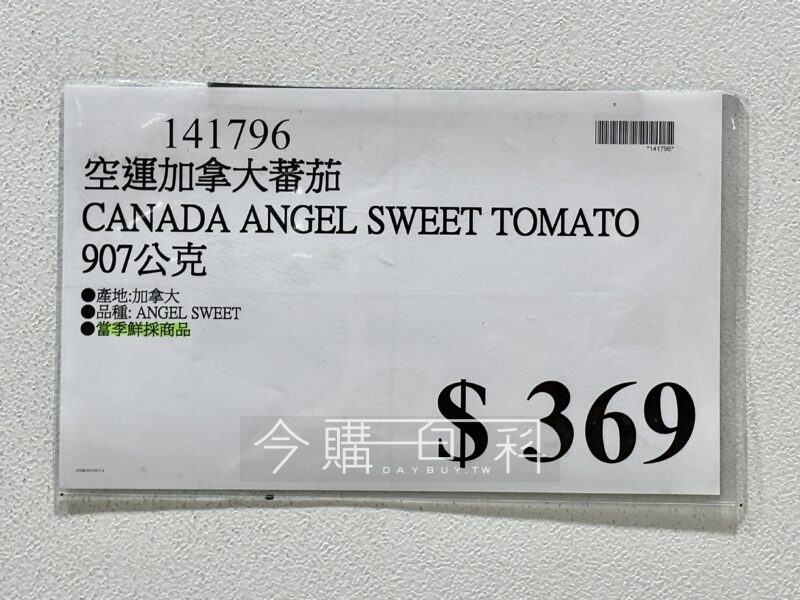 141796
*141796*
空運加拿大蕃茄
CANADA ANGEL SWEET TOMATO
907公克
●產地:加拿大
●品種: ANGEL SWEET
●當季鮮採商品
$ 369
今購百科
DAYBUY.TW